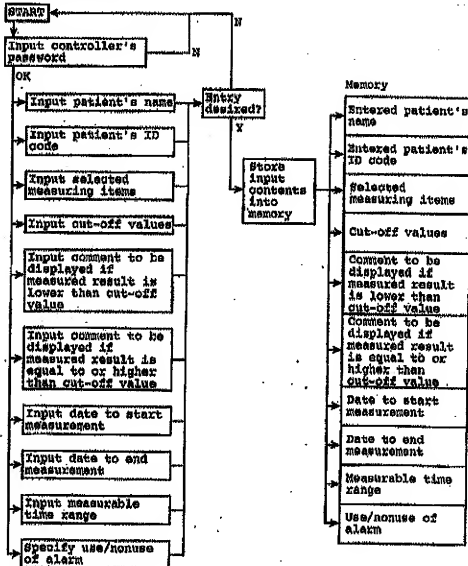 START
N
N
Input controller's
password
OK
Input patient's name
Input patient's ID
code
Input selected
measuring items
Input cut-off values
Input comment to be
displayed if
measured result is
lower than cut-off
value
Input comment to be
displayed if
measured result is
equal to or higher
than cut-off value
Input date to start
measurement
Input date to end
measurement
Input measurable
time range
Specify use/nonuse
of alarm
Entry
desired?
Y
Store
input
contents
into
memory
Memory
Entered patient's
name
Entered patient's
ID code
Selected
measuring items
Cut-off values
Comment to be
displayed if
measured result
is lower than
cut-off value
Comment to be
displayed if
measured result
is equal to or
higher than
cut-off value
Date to start
measurement
Date to end
measurement
Measurable time
range
Use/nonuse of
alarm